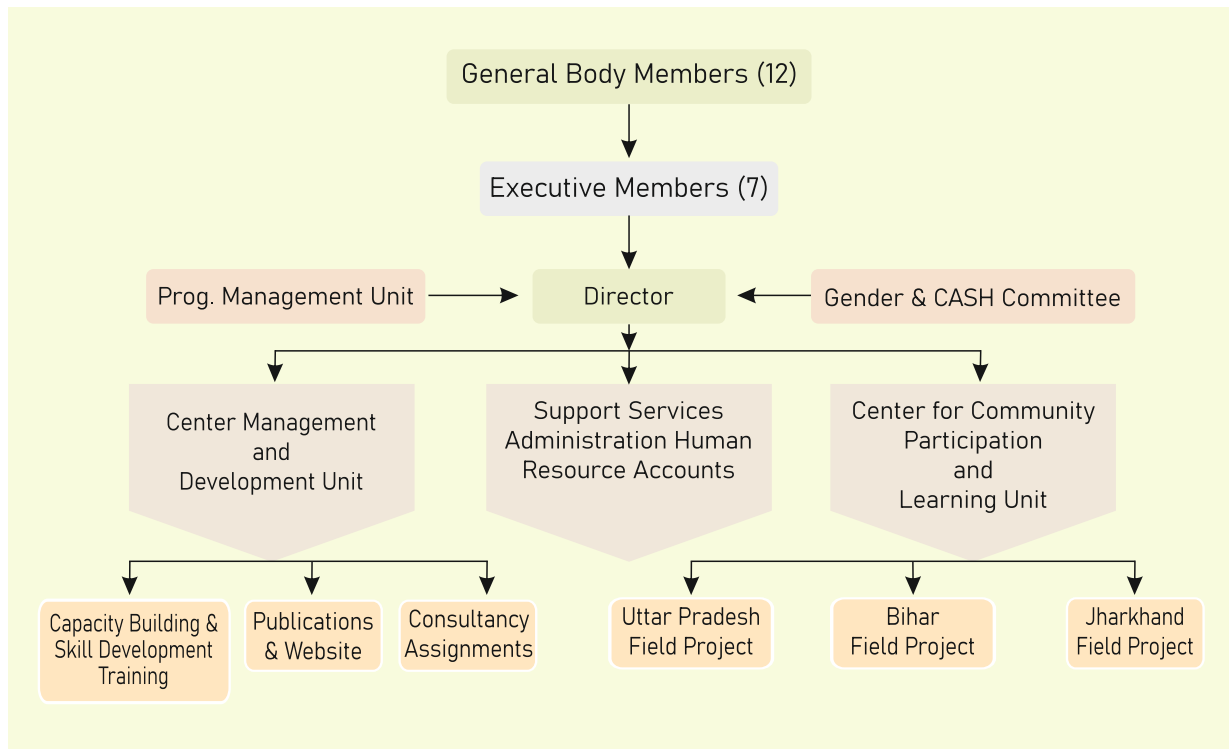 General Body Members (12)
Executive Members (7)
Prog. Management Unit
Director
Gender & CASH Committee
Center Management
and
Development Unit
Support Services
Administration Human
Resource Accounts
Center for Community
Participation
and
Learning Unit
Capacity Building &
Skill Development
Training
Publications
& Website
Consultancy
Assignments
Uttar Pradesh
Field Project
Bihar
Field Project
Jharkhand
Field Project